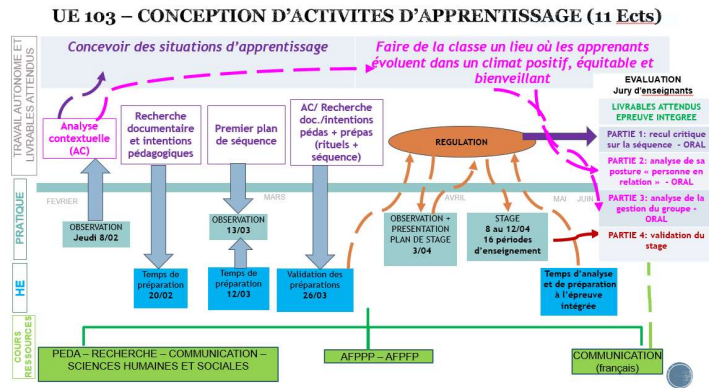 UE 103 – CONCEPTION D'ACTIVITES D'APPRENTISSAGE (11 Ects)
TRAVAIL AUTONOME ET
LIVRABLES ATTENDUS
Concevoir des situations d'apprentissage
Faire de la classe un lieu où les apprenants
évoluent dans un climat positif, équitable et
bienveillant
EVALUATION
Jury d'enseignants
LIVRABLES ATTENDUS
EPREUVE INTEGREE
Analyse
contextuelle
(AC)
Recherche
documentaire
et intentions
pédagogiques
Premier plan
de séquence
AC/ Recherche
doc./intentions
pédas + prépas
(rituels +
séquence)
REGULATION
PARTIE 1: recul critique
sur la séquence - ORAL
PARTIE 2: analyse de sa
posture « personne en
relation » - ORAL
PARTIE 3: analyse de la
gestion du groupe -
ORAL
PARTIE 4: validation du
stage
PRATIQUE
FEVRIER
MARS
AVRIL
MAI
JUIN
OBSERVATION
Jeudi 8/02
OBSERVATION
13/03
OBSERVATION +
PRESENTATION
PLAN DE STAGE
3/04
STAGE
8 au 12/04
16 périodes
d'enseignement
HE
Temps de
préparation
20/02
Temps de
préparation
12/03
Validation des
préparations
26/03
Temps d'analyse
et de préparation
à l'épreuve
intégrée
COURS
RESSOURCES
PEDA – RECHERCHE – COMMUNICATION –
SCIENCES HUMAINES ET SOCIALES
AFPPP – AFPFP
COMMUNICATION
(français)